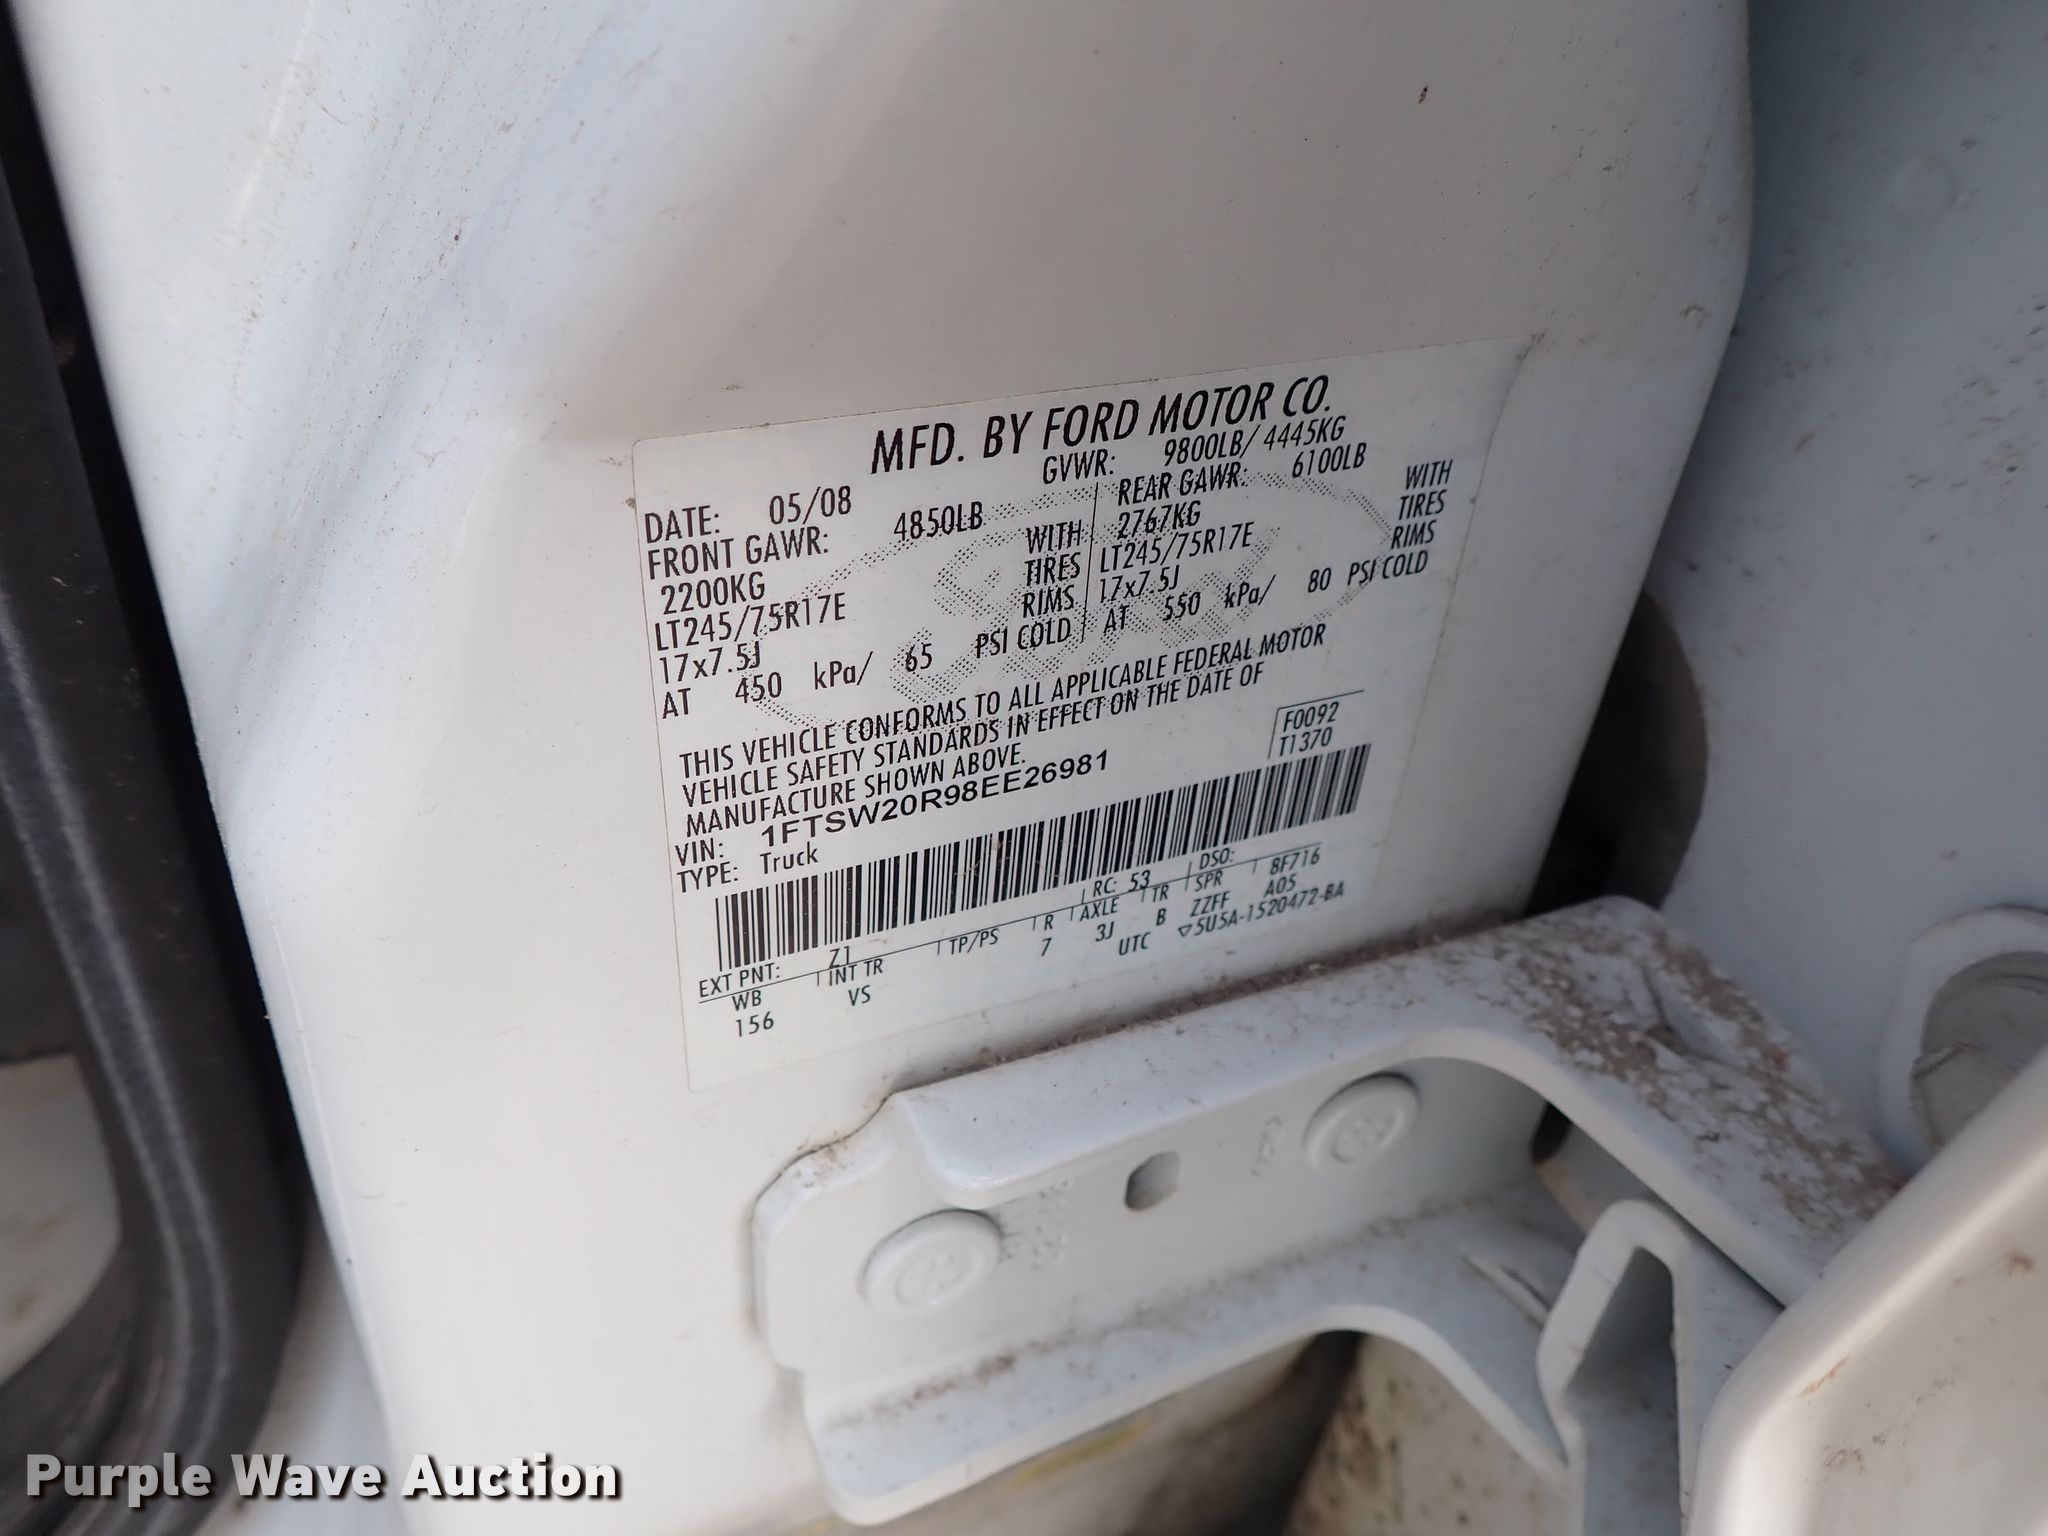 MFD. BY FORD MOTOR CO.
DATE: 05/08 GVWR: 9800LB/ 4445KG
FRONT GAWR: 4850LB REAR GAWR: 6100LB
2200KG WITH 2767KG WITH
LT245/75R17E TIRES LT245/75R17E TIRES
17x7.5J RIMS 17x7.5J RIMS
AT 450 kPa/ 65 PSI COLD AT 550 kPa/ 80 PSI COLD
THIS VEHICLE CONFORMS TO ALL APPLICABLE FEDERAL MOTOR
VEHICLE SAFETY STANDARDS IN EFFECT ON THE DATE OF
MANUFACTURE SHOWN ABOVE.
F0092
VIN: 1FTSW20R98EE26981 T1370
TYPE: Truck
EXT PNT: Z1 RC: 53 DSO: 8F716
WB INT TR TP/PS R AXLE TR SPR A05
156 VS 7 3J B ZZFF
UTC ▽5U5A-1520472-BA
Purple Wave Auction